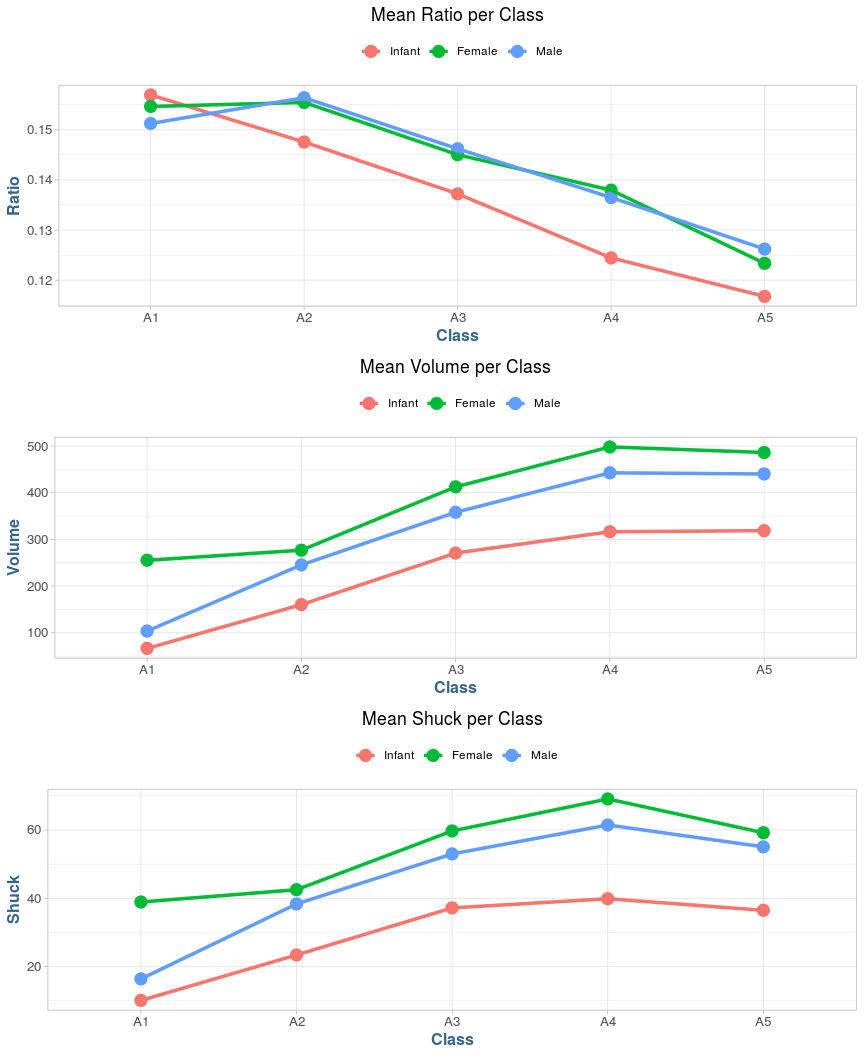 Mean Ratio per Class
Infant Female Male
0.15
0.14
0.13
0.12
Ratio
A1 A2 A3 A4 A5
Class
Mean Volume per Class
Infant Female Male
500
400
300
200
100
Volume
A1 A2 A3 A4 A5
Class
Mean Shuck per Class
Infant Female Male
60
40
20
Shuck
A1 A2 A3 A4 A5
Class